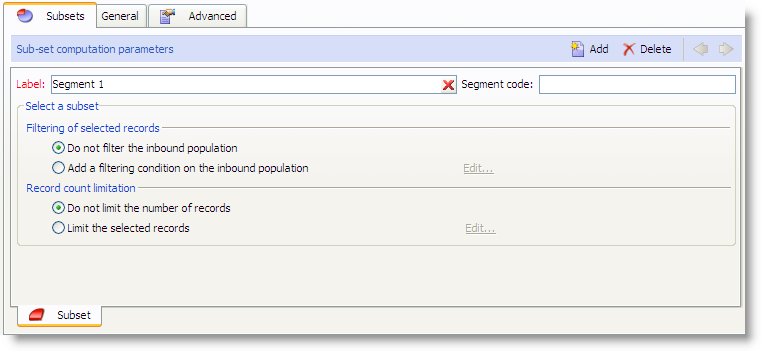 Subsets General Advanced
Sub-set computation parameters Add Delete
Label: Segment 1 Segment code:
Select a subset
Filtering of selected records
Do not filter the inbound population
Add a filtering condition on the inbound population Edit...
Record count limitation
Do not limit the number of records
Limit the selected records Edit...
Subset